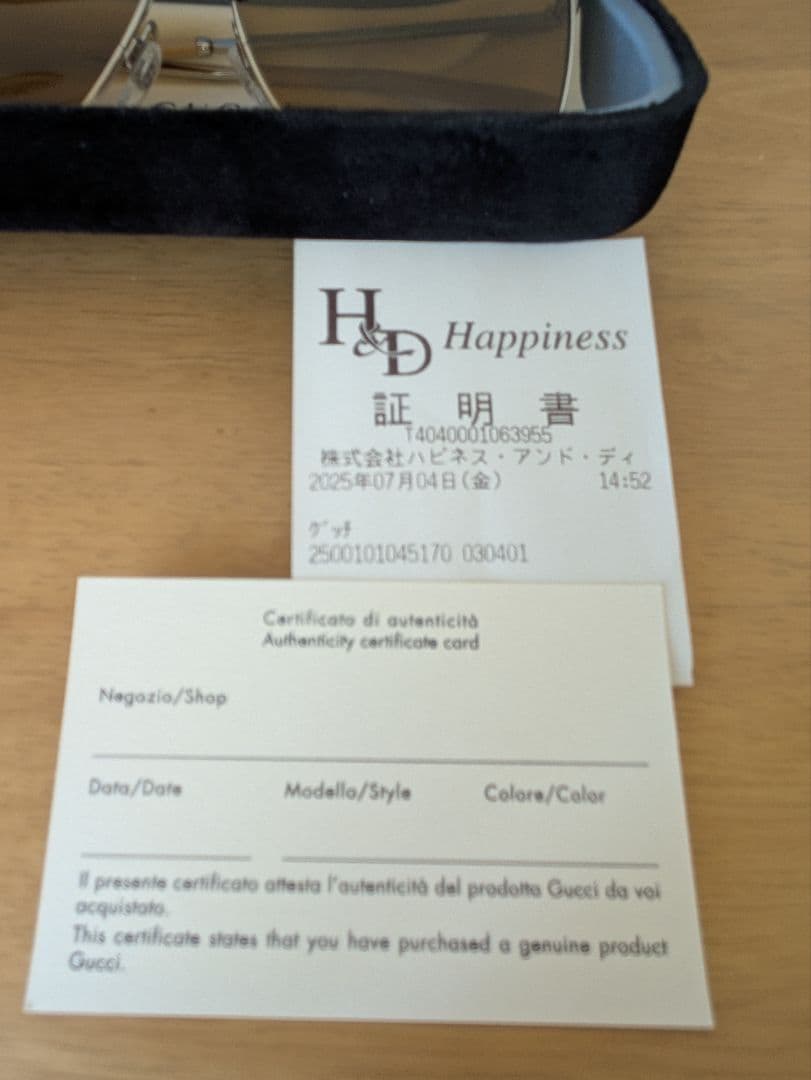 H&D Happiness
証 明 書
T4040001063955
株式会社ハピネス・アンド・ディ
2025年07月04日(金) 14:52
グッチ
2500101045170 030401
Certificato di autenticità
Authenticity certificate card
Negozio/Shop
Data/Date Modello/Style Colore/Color
Il presente certificato attesta l'autenticità del prodotto Gucci da voi
acquistato.
This certificate states that you have purchased a genuine product
Gucci.